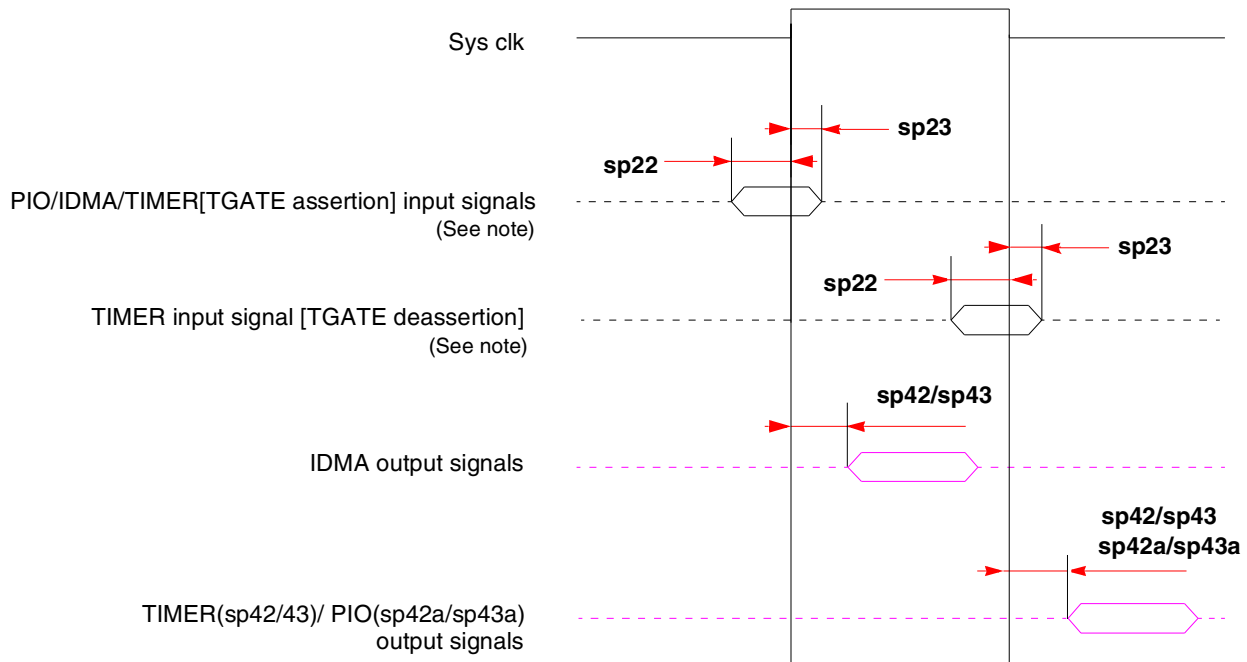 Sys clk
sp23
sp22
PIO/IDMA/TIMER[TGATE assertion] input signals
(See note)
sp23
sp22
TIMER input signal [TGATE deassertion]
(See note)
sp42/sp43
IDMA output signals
sp42/sp43
sp42a/sp43a
TIMER(sp42/43)/ PIO(sp42a/sp43a)
output signals